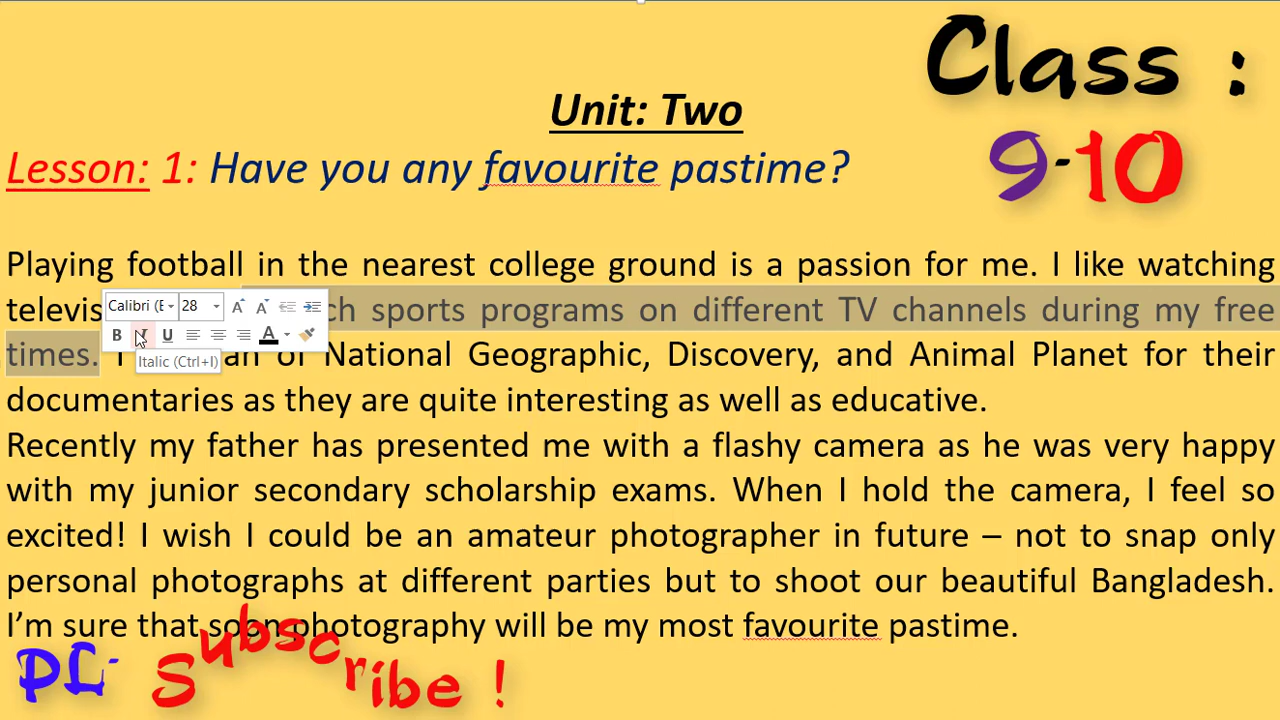 Class :
9-10
Unit: Two
Lesson: 1: Have you any favourite pastime?
Playing football in the nearest college ground is a passion for me. I like watching
televis ch sports programs on different TV channels during my free
times. I an of National Geographic, Discovery, and Animal Planet for their
documentaries as they are quite interesting as well as educative.
Recently my father has presented me with a flashy camera as he was very happy
with my junior secondary scholarship exams. When I hold the camera, I feel so
excited! I wish I could be an amateur photographer in future – not to snap only
personal photographs at different parties but to shoot our beautiful Bangladesh.
I’m sure that soon photography will be my most favourite pastime.
Calibri (E 28 A A
B I U A
Italic (Ctrl+I)
Subscribe !